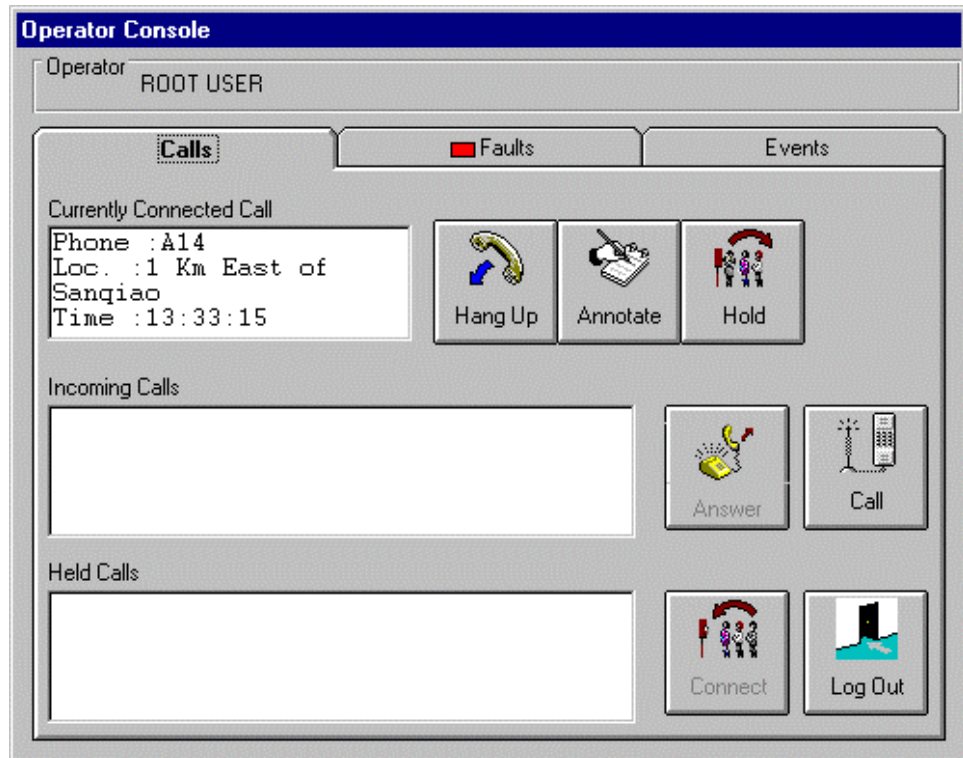 Operator Console
Operator
ROOT USER
Calls
Faults
Events
Currently Connected Call
Phone :A14
Loc. :1 Km East of
Sanqiao
Time :13:33:15
Hang Up
Annotate
Hold
Incoming Calls
Answer
Call
Held Calls
Connect
Log Out